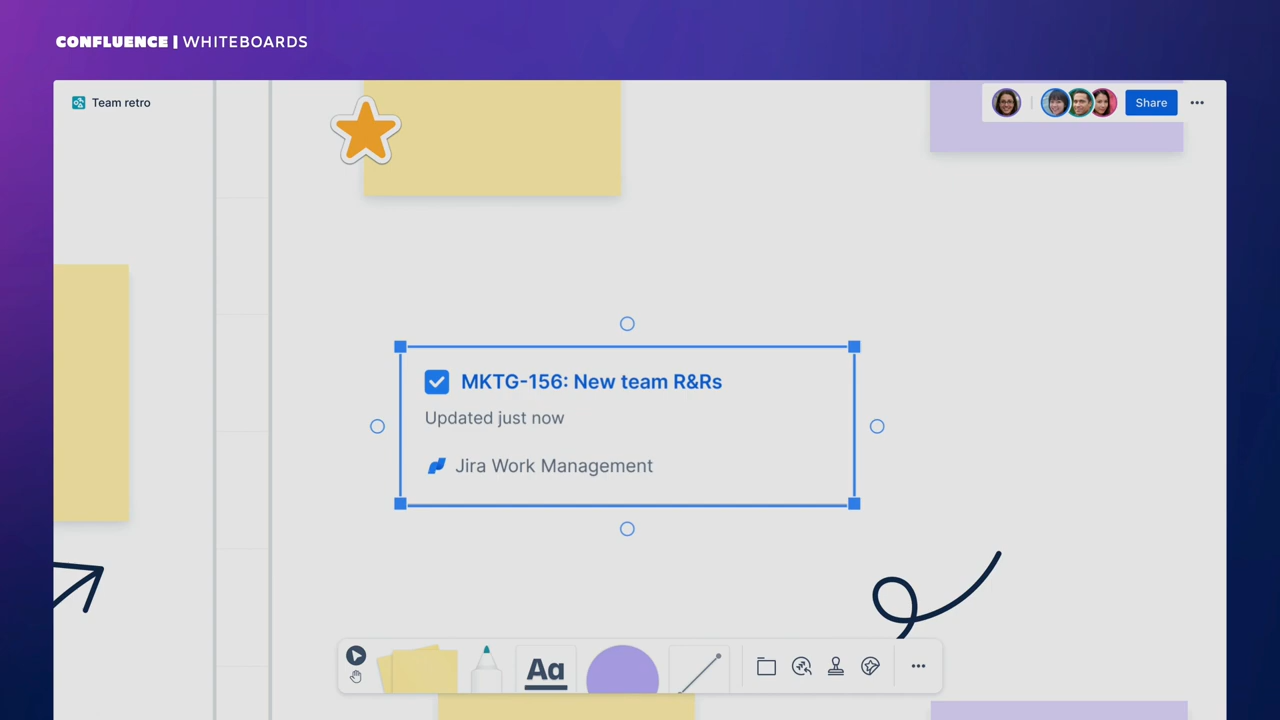 CONFLUENCE | WHITEBOARDS
Team retro
Share
MKTG-156: New team R&Rs
Updated just now
Jira Work Management
Aa